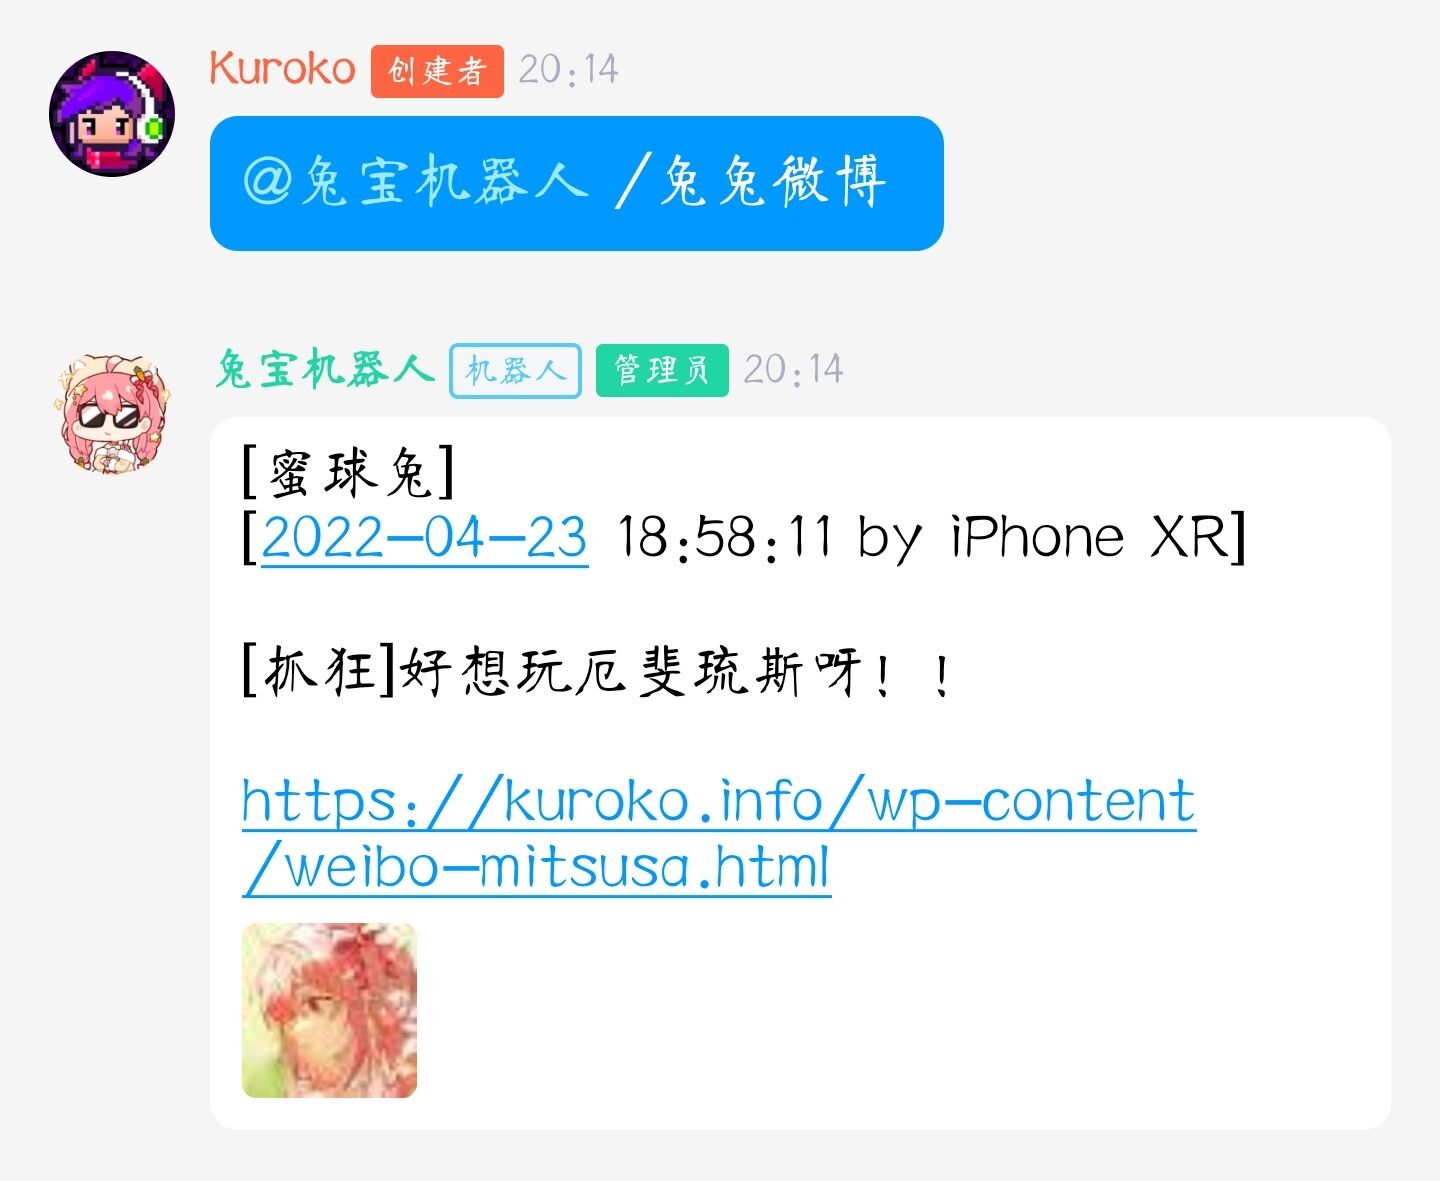 Kuroko 创建者 20:14
@兔宝机器人 /兔兔微博
兔宝机器人 机器人 管理员 20:14
[蜜球兔]
[2022-04-23 18:58:11 by iPhone XR]
[抓狂]好想玩厄斐琉斯呀！！
https://kuroko.info/wp-content
/weibo-mitsusa.html